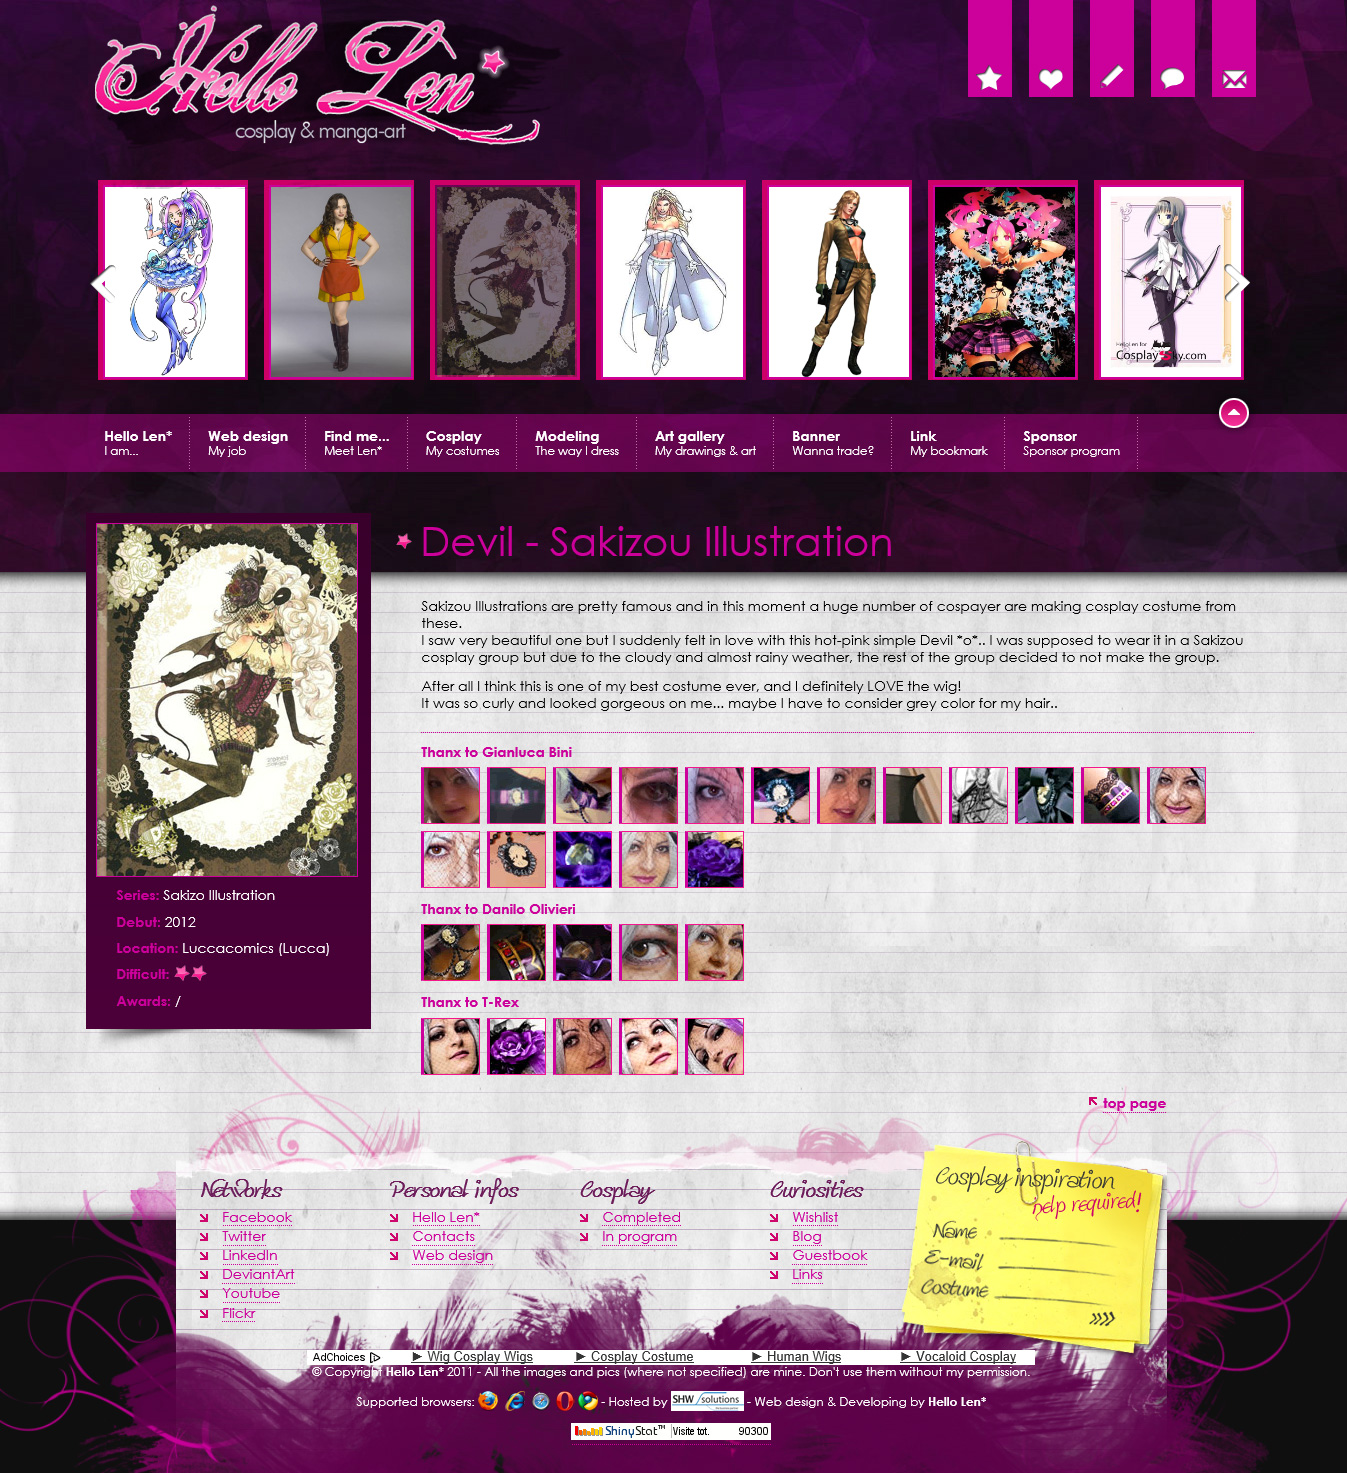 Hello Len
cosplay & manga-art
HelloLen for
CosplaySky.com
Hello Len*
I am...
Web design
My job
Find me...
Meet Len*
Cosplay
My costumes
Modeling
The way I dress
Art gallery
My drawings & art
Banner
Wanna trade?
Link
My bookmark
Sponsor
Sponsor program
Devil - Sakizou Illustration
Sakizou Illustrations are pretty famous and in this moment a huge number of cospayer are making cosplay costume from
these.
I saw very beautiful one but I suddenly felt in love with this hot-pink simple Devil *o*.. I was supposed to wear it in a Sakizou
cosplay group but due to the cloudy and almost rainy weather, the rest of the group decided to not make the group.
After all I think this is one of my best costume ever, and I definitely LOVE the wig!
It was so curly and looked gorgeous on me... maybe I have to consider grey color for my hair..
Series: Sakizo Illustration
Debut: 2012
Location: Luccacomics (Lucca)
Difficult:
Awards: /
Thanx to Gianluca Bini
Thanx to Danilo Olivieri
Thanx to T-Rex
top page
Networks
Facebook
Twitter
LinkedIn
DeviantArt
Youtube
Flickr
Personal infos
Hello Len*
Contacts
Web design
Cosplay
Completed
In program
Curiosities
Wishlist
Blog
Guestbook
Links
Cosplay inspiration
help required!
Name
E-mail
Costume
»»
AdChoices
Wig Cosplay Wigs
Cosplay Costume
Human Wigs
Vocaloid Cosplay
© Copyright Hello Len* 2011 - All the images and pics (where not specified) are mine. Don't use them without my permission.
Supported browsers: - Hosted by SHW solutions - Web design & Developing by Hello Len*
ShinyStat™ Visite tot. 90300